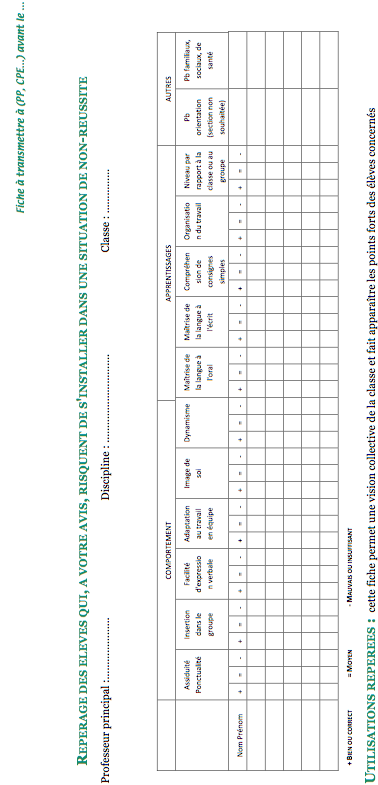 Fiche à transmettre à (PP, CPE...) avant le ...
REPERAGE DES ELEVES QUI, A VOTRE AVIS, RISQUENT DE S'INSTALLER DANS UNE SITUATION DE NON-REUSSITE
Professeur principal :................... Discipline : ............................. Classe : ...............
COMPORTEMENT APPRENTISSAGES AUTRES
Assiduité
Ponctualité
Insertion
dans le
groupe
Facilité
d'expressio
n verbale
Adaptation
au travail
en équipe
Image de
soi
Dynamisme
Maîtrise de
la langue à
l'oral
Maîtrise de
la langue à
l'écrit
Compréhen
sion de
consignes
simples
Organisatio
n du travail
Niveau par
rapport à la
classe ou au
groupe
Pb
orientation
(section non
souhaitée)
Pb familiaux,
sociaux, de
santé
Nom Prénom + = - + = - + = - + = - + = - + = - + = - + = - + = - + = - + = -
+ BIEN OU CORRECT = MOYEN - MAUVAIS OU INSUFFISANT
UTILISATIONS REPEREES : cette fiche permet une vision collective de la classe et fait apparaître les points forts des élèves concernés